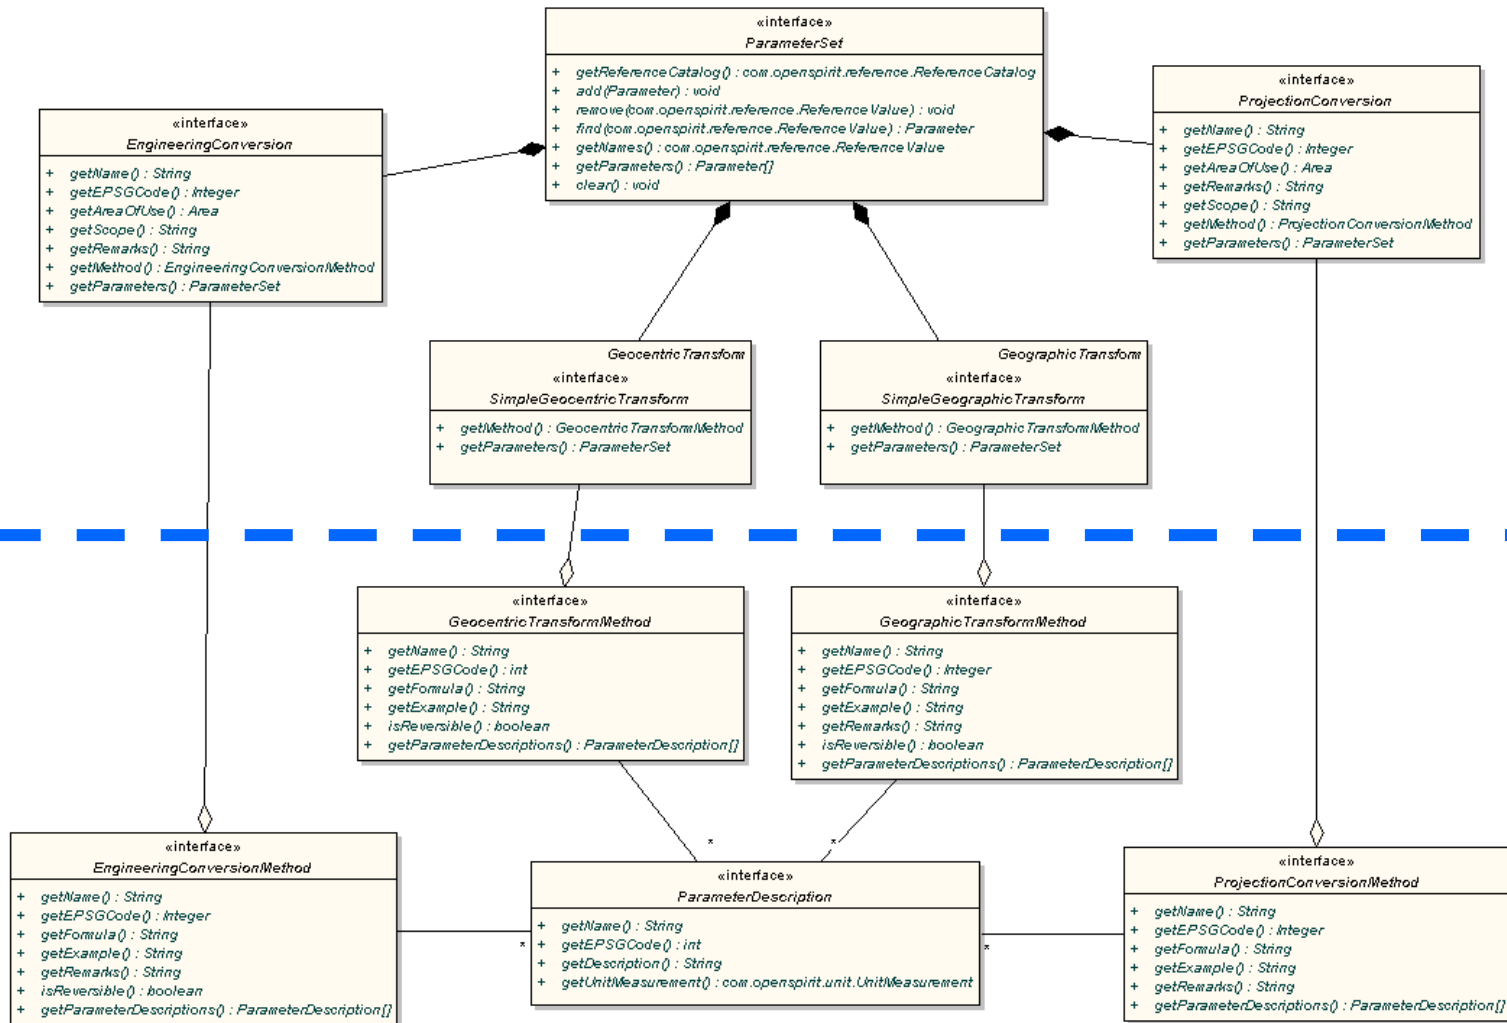 «interface»
ParameterSet
+ getReferenceCatalog() : com.openspirit.reference.ReferenceCatalog
+ add(Parameter) : void
+ remove(com.openspirit.reference.ReferenceValue) : void
+ find(com.openspirit.reference.ReferenceValue) : Parameter
+ getNames() : com.openspirit.reference.ReferenceValue
+ getParameters() : Parameter[]
+ clear() : void
«interface»
ProjectionConversion
+ getName() : String
+ getEPSGCode() : Integer
+ getAreaOfUse() : Area
+ getRemarks() : String
+ getScope() : String
+ getMethod() : ProjectionConversionMethod
+ getParameters() : ParameterSet
«interface»
EngineeringConversion
+ getName() : String
+ getEPSGCode() : Integer
+ getAreaOfUse() : Area
+ getScope() : String
+ getRemarks() : String
+ getMethod() : EngineeringConversionMethod
+ getParameters() : ParameterSet
GeocentricTransform
«interface»
SimpleGeocentricTransform
+ getMethod() : GeocentricTransformMethod
+ getParameters() : ParameterSet
GeographicTransform
«interface»
SimpleGeographicTransform
+ getMethod() : GeographicTransformMethod
+ getParameters() : ParameterSet
«interface»
GeocentricTransformMethod
+ getName() : String
+ getEPSGCode() : int
+ getFormula() : String
+ getExample() : String
+ isReversible() : boolean
+ getParameterDescriptions() : ParameterDescription[]
«interface»
GeographicTransformMethod
+ getName() : String
+ getEPSGCode() : Integer
+ getFormula() : String
+ getExample() : String
+ getRemarks() : String
+ isReversible() : boolean
+ getParameterDescriptions() : ParameterDescription[]
* *
«interface»
EngineeringConversionMethod
+ getName() : String
+ getEPSGCode() : Integer
+ getFormula() : String
+ getExample() : String
+ getRemarks() : String
+ isReversible() : boolean
+ getParameterDescriptions() : ParameterDescription[]
*
«interface»
ParameterDescription
+ getName() : String
+ getEPSGCode() : int
+ getDescription() : String
+ getUnitMeasurement() : com.openspirit.unit.UnitMeasurement
*
«interface»
ProjectionConversionMethod
+ getName() : String
+ getEPSGCode() : Integer
+ getFormula() : String
+ getExample() : String
+ getRemarks() : String
+ getParameterDescriptions() : ParameterDescription[]